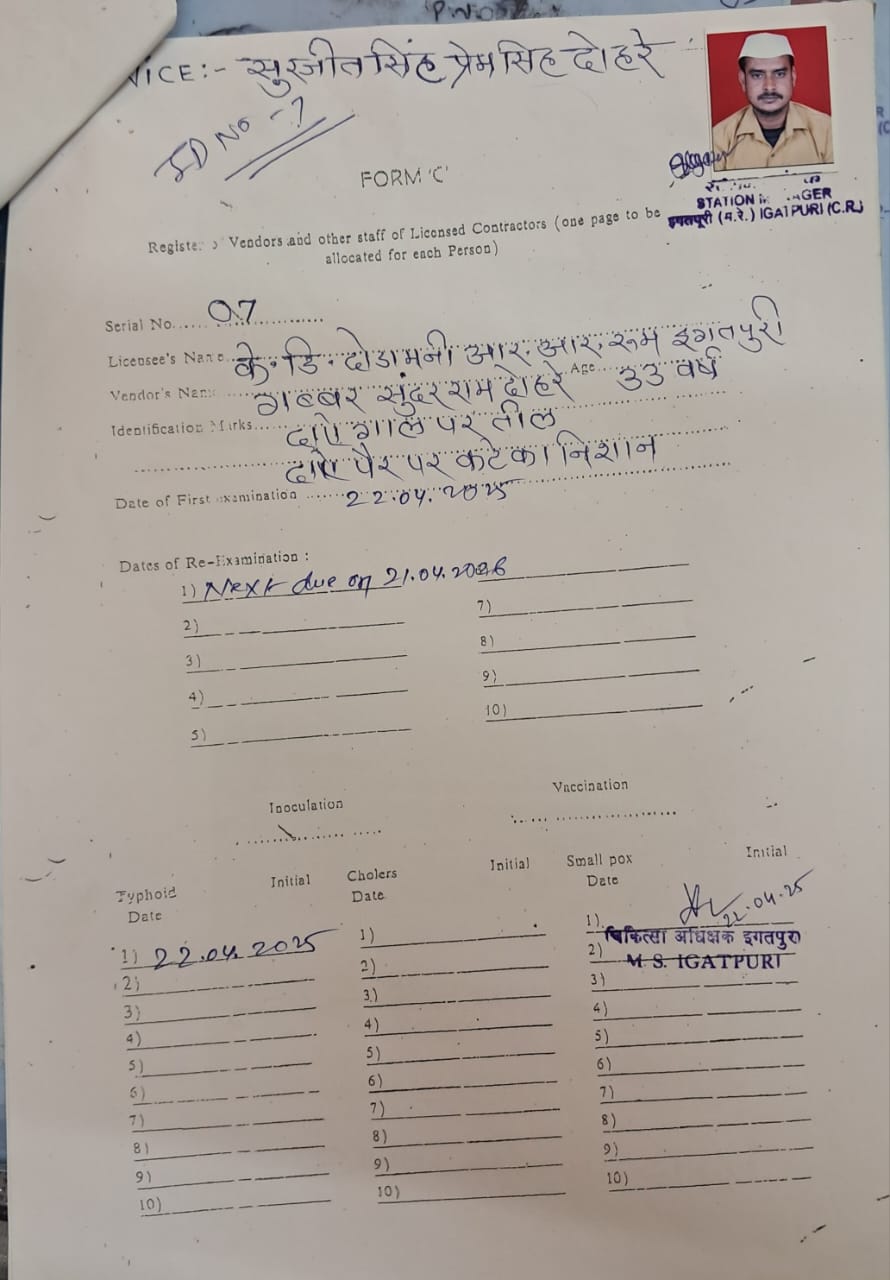 VICE:- सुरजीतसिंह प्रेमसिंह दोहरे
ID No - 7
FORM 'C'
STATION MANAGER
इगतपूरी (म.रे.) IGATPURI (C.R.)
Registe Vendors and other staff of Licensed Contractors (one page to be
allocated for each Person)
Serial No. 07
Licensee's Name के. डि. दोडामनी आर. आर. रूम इगतपुरी
Vendor's Name गब्बर सुंदरराम दोहरे Age 33 वर्ष
Identification Marks दाएे गाल पर तील
दाएे पैर पर कटेका निशान
Date of First Examination 22.04.2025
Dates of Re-Examination :
1) Next due on 21.04.2026
2)
7)
3)
8)
4)
9)
5)
10)
Inoculation Vaccination
Typhoid Date Initial Cholers Date Initial Small pox Date Initial
1) 22.04.2025 1) 1) 22.04.25
चिकित्सा अधिक्षक इगतपुरी
2) 2) 2) M. S. IGATPURI
3) 3) 3)
4) 4) 4)
5) 5) 5)
6) 6) 6)
7) 7) 7)
8) 8) 8)
9) 9) 9)
10) 10) 10)